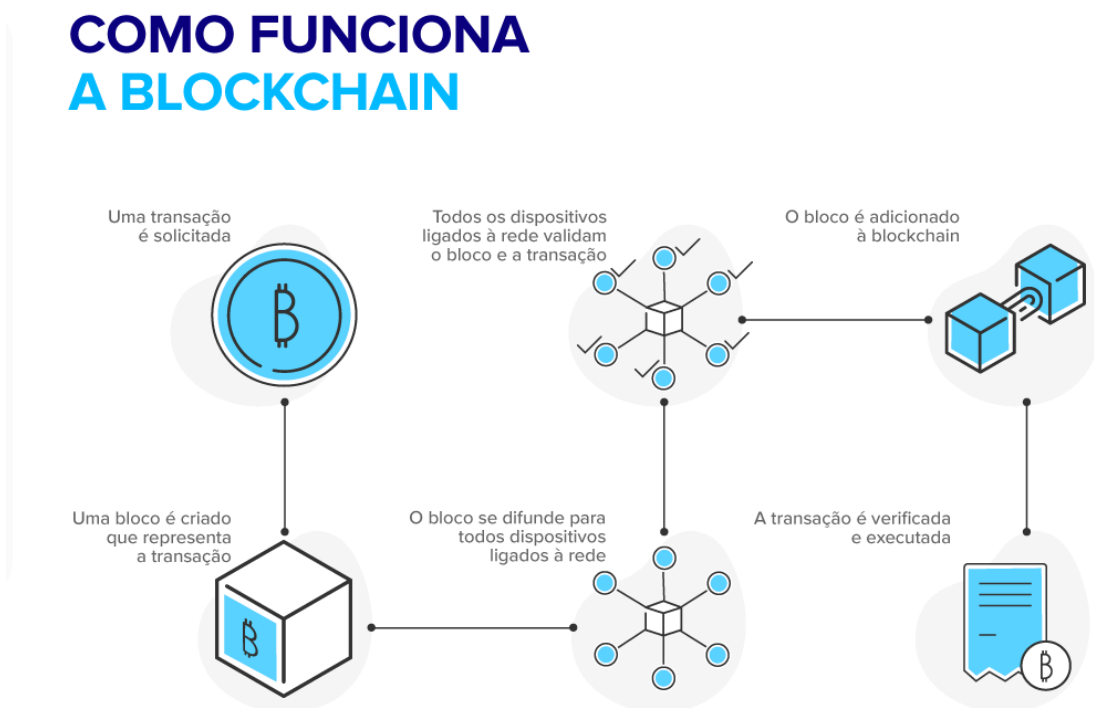 COMO FUNCIONA
A BLOCKCHAIN
Uma transação
é solicitada
Todos os dispositivos
ligados à rede validam
o bloco e a transação
O bloco é adicionado
à blockchain
Uma bloco é criado
que representa
a transação
O bloco se difunde para
todos dispositivos
ligados à rede
A transação é verificada
e executada